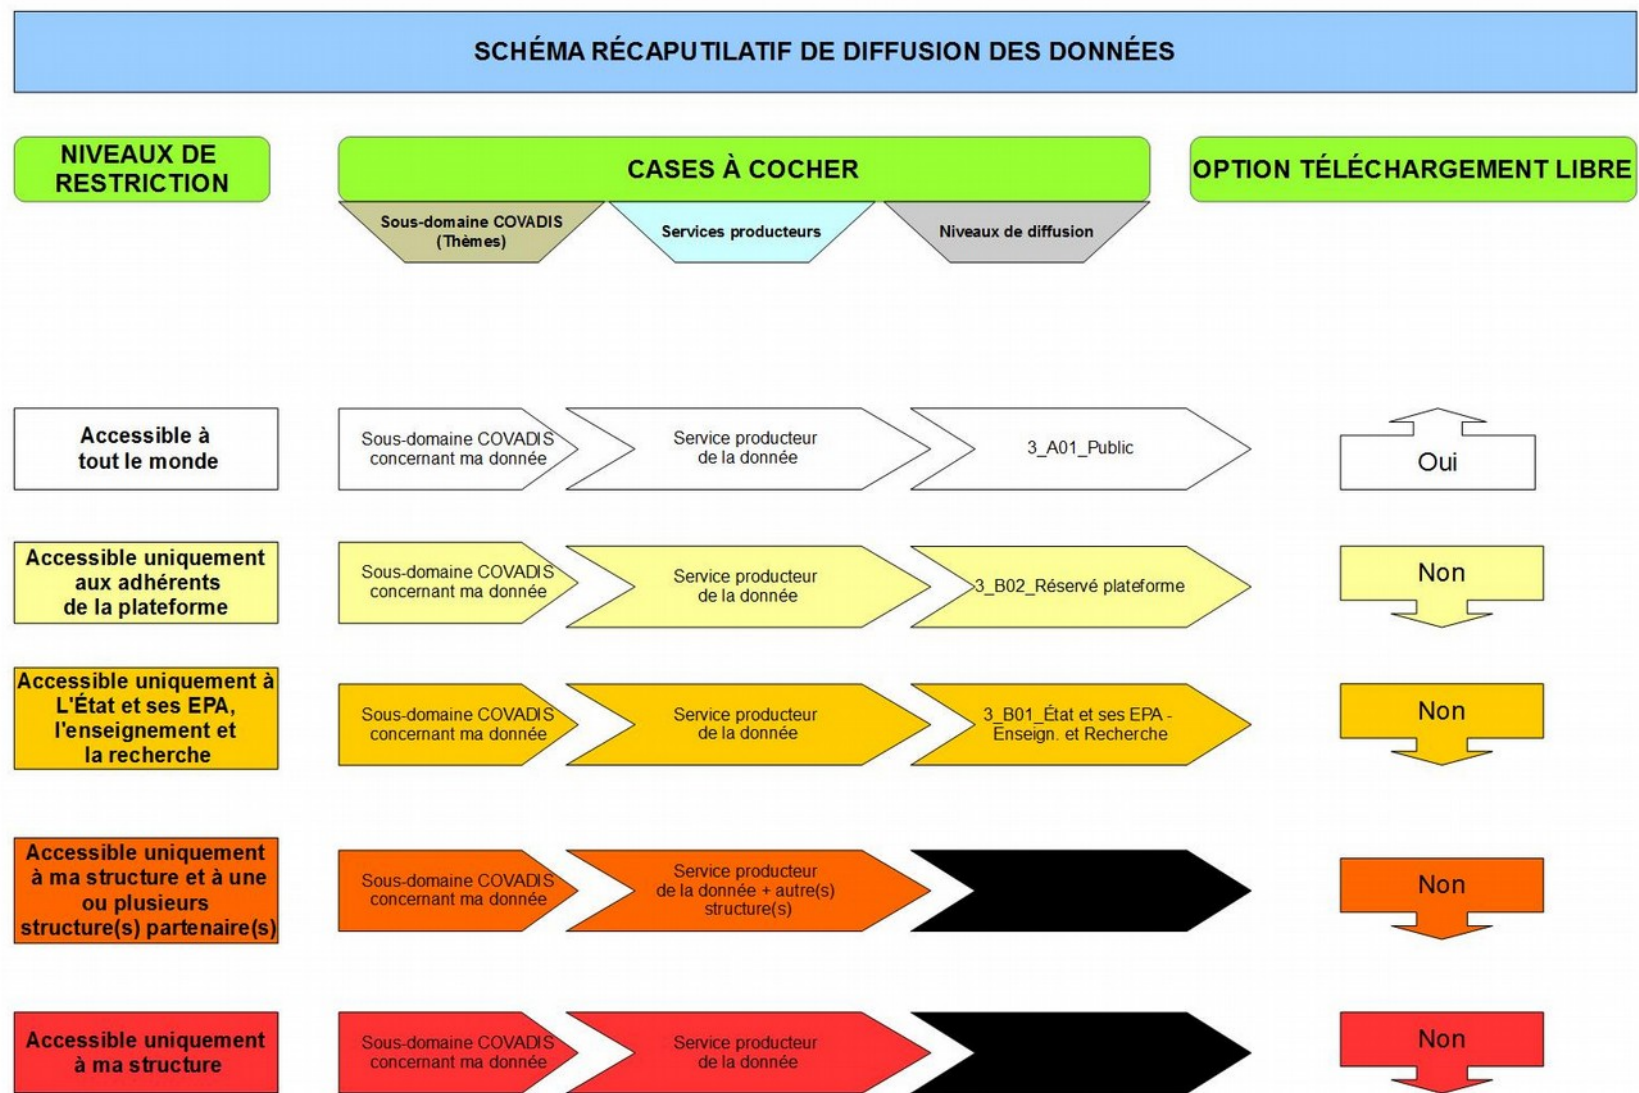 SCHÉMA RÉCAPUTILATIF DE DIFFUSION DES DONNÉES
NIVEAUX DE
RESTRICTION
CASES À COCHER
OPTION TÉLÉCHARGEMENT LIBRE
Sous-domaine COVADIS
(Thèmes)
Services producteurs
Niveaux de diffusion
Accessible à
tout le monde
Sous-domaine COVADIS
concernant ma donnée
Service producteur
de la donnée
3_A01_Public
Oui
Accessible uniquement
aux adhérents
de la plateforme
Sous-domaine COVADIS
concernant ma donnée
Service producteur
de la donnée
3_B02_Réservé plateforme
Non
Accessible uniquement à
L'État et ses EPA,
l'enseignement et
la recherche
Sous-domaine COVADIS
concernant ma donnée
Service producteur
de la donnée
3_B01_État et ses EPA -
Enseign. et Recherche
Non
Accessible uniquement
à ma structure et à une
ou plusieurs
structure(s) partenaire(s)
Sous-domaine COVADIS
concernant ma donnée
Service producteur
de la donnée + autre(s)
structure(s)
Non
Accessible uniquement
à ma structure
Sous-domaine COVADIS
concernant ma donnée
Service producteur
de la donnée
Non